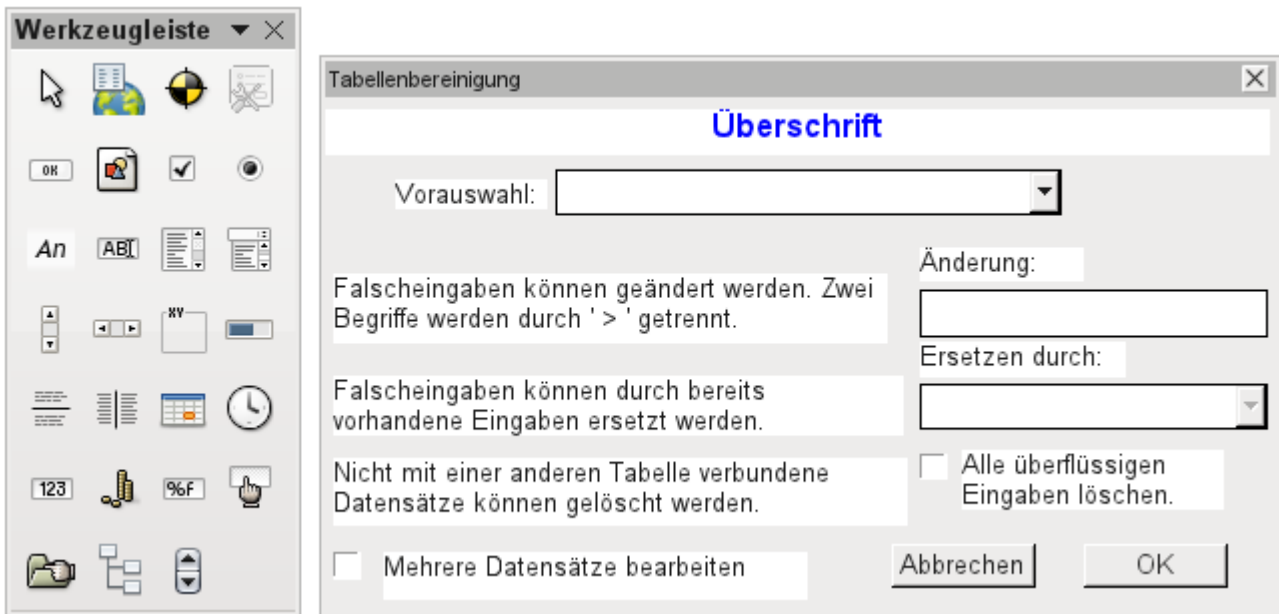 Werkzeugleiste
OK
An
ABI
XY
123
%F
Tabellenbereinigung
Überschrift
Vorauswahl:
Änderung:
Falscheingaben können geändert werden. Zwei
Begriffe werden durch ' > ' getrennt.
Ersetzen durch:
Falscheingaben können durch bereits
vorhandene Eingaben ersetzt werden.
Nicht mit einer anderen Tabelle verbundene
Datensätze können gelöscht werden.
Alle überflüssigen
Eingaben löschen.
Mehrere Datensätze bearbeiten
Abbrechen
OK